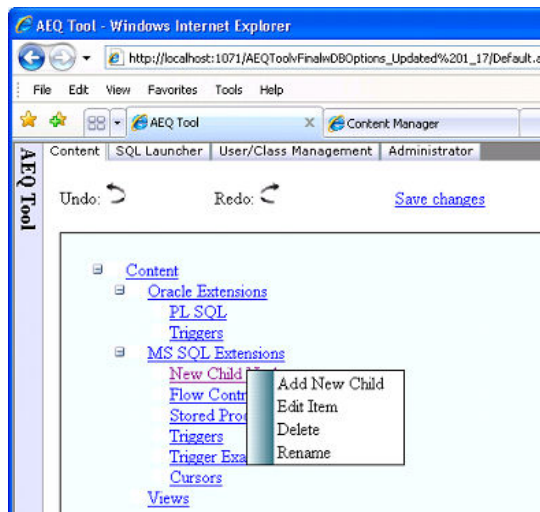 AEQ Tool - Windows Internet Explorer
http://localhost:1071/AEQToolvFinalwDBOptions_Updated%201_17/Default.a
File Edit View Favorites Tools Help
AEQ Tool X Content Manager
AEQ Tool
Content SQL Launcher User/Class Management Administrator
Undo: Redo: Save changes
Content
Oracle Extensions
PL SQL
Triggers
MS SQL Extensions
New Child
Add New Child
Flow Contr
Edit Item
Stored Pro
Delete
Triggers
Rename
Trigger Exa
Cursors
Views